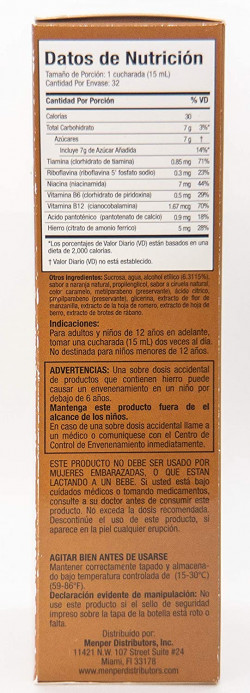 Datos de Nutrición
Tamaño de Porción: 1 cucharada (15 mL)
Cantidad Por Envase: 32
Cantidad Por Porción % VD
Calorías 30
Total Carbohidrato 7 g 3%*
Azúcares 7 g †
Incluye 7g de Azúcar Añadida 14%*
Tiamina (clorhidrato de tiamina) 0.85 mg 71%
Riboflavina (riboflavina 5' fosfato sodio) 0.3 mg 23%
Niacina (niacinamida) 7 mg 44%
Vitamina B6 (clorhidrato de piridoxina) 0.5 mg 29%
Vitamina B12 (cianocobalamina) 1.67 mcg 70%
Acido pantoténico (pantotenato de calcio) 0.9 mg 18%
Hierro (citrato de amonio ferrico) 5 mg 28%
*Los porcentajes de Valor Diario (VD) están basados en una
dieta de 2,000 calorias.
† Valor Diario (VD) no está establecido.
Otros ingredientes: Sucrosa, agua, alcohol etílico (6.3115%),
sabor a naranja natural, propilenglicol, sabor a ciruela natural,
color caramelo, metilparabeno (preservante), ácido cítrico,
propilparabeno (preservante), glicerina, extracto de flor de
manzanilla, extracto de la hoja de romero, extracto de hoja de
berro, extracto de brotes de rábano.
Indicaciones:
Para adultos y niños de 12 años en adelante,
tomar una cucharada (15 mL) dos veces al día.
No destinada para niños menores de 12 años.
ADVERTENCIAS: Una sobre dosis accidental
de productos que contienen hierro puede
causar un envenenamiento en un niño por
debajo de 6 años.
Mantenga este producto fuera de el
alcance de los niños.
En caso de una sobre dosis accidental llame a
un médico o comuniquese con el Centro de
Control de Envenenamiento inmediatamente.
ESTE PRODUCTO NO DEBE SER USADO POR
MUJERES EMBARAZADAS, O QUE ESTAN
LACTANDO A UN BEBE. Si usted está bajo
cuidados médicos o tomando medicamentos,
consulte a su doctor antes de consumir este
producto. No exceda la dosis recomendada.
Descontinúe el uso de este producto, si
aparece en la piel cualquier erupción.
AGITAR BIEN ANTES DE USARSE
Mantener correctamente tapado y almacena-
do bajo temperatura controlada de (15-30°C)
(59-86°F).
Declaración evidente de manipulación: No
use este producto si el sello de seguridad
impreso sobre la tapa de la botella está roto o
falta.
Distribuido por:
Menper Distributors, Inc.
11421 N.W. 107 Street Suite #24
Miami, Fl 33178
www.menperdistributors.com